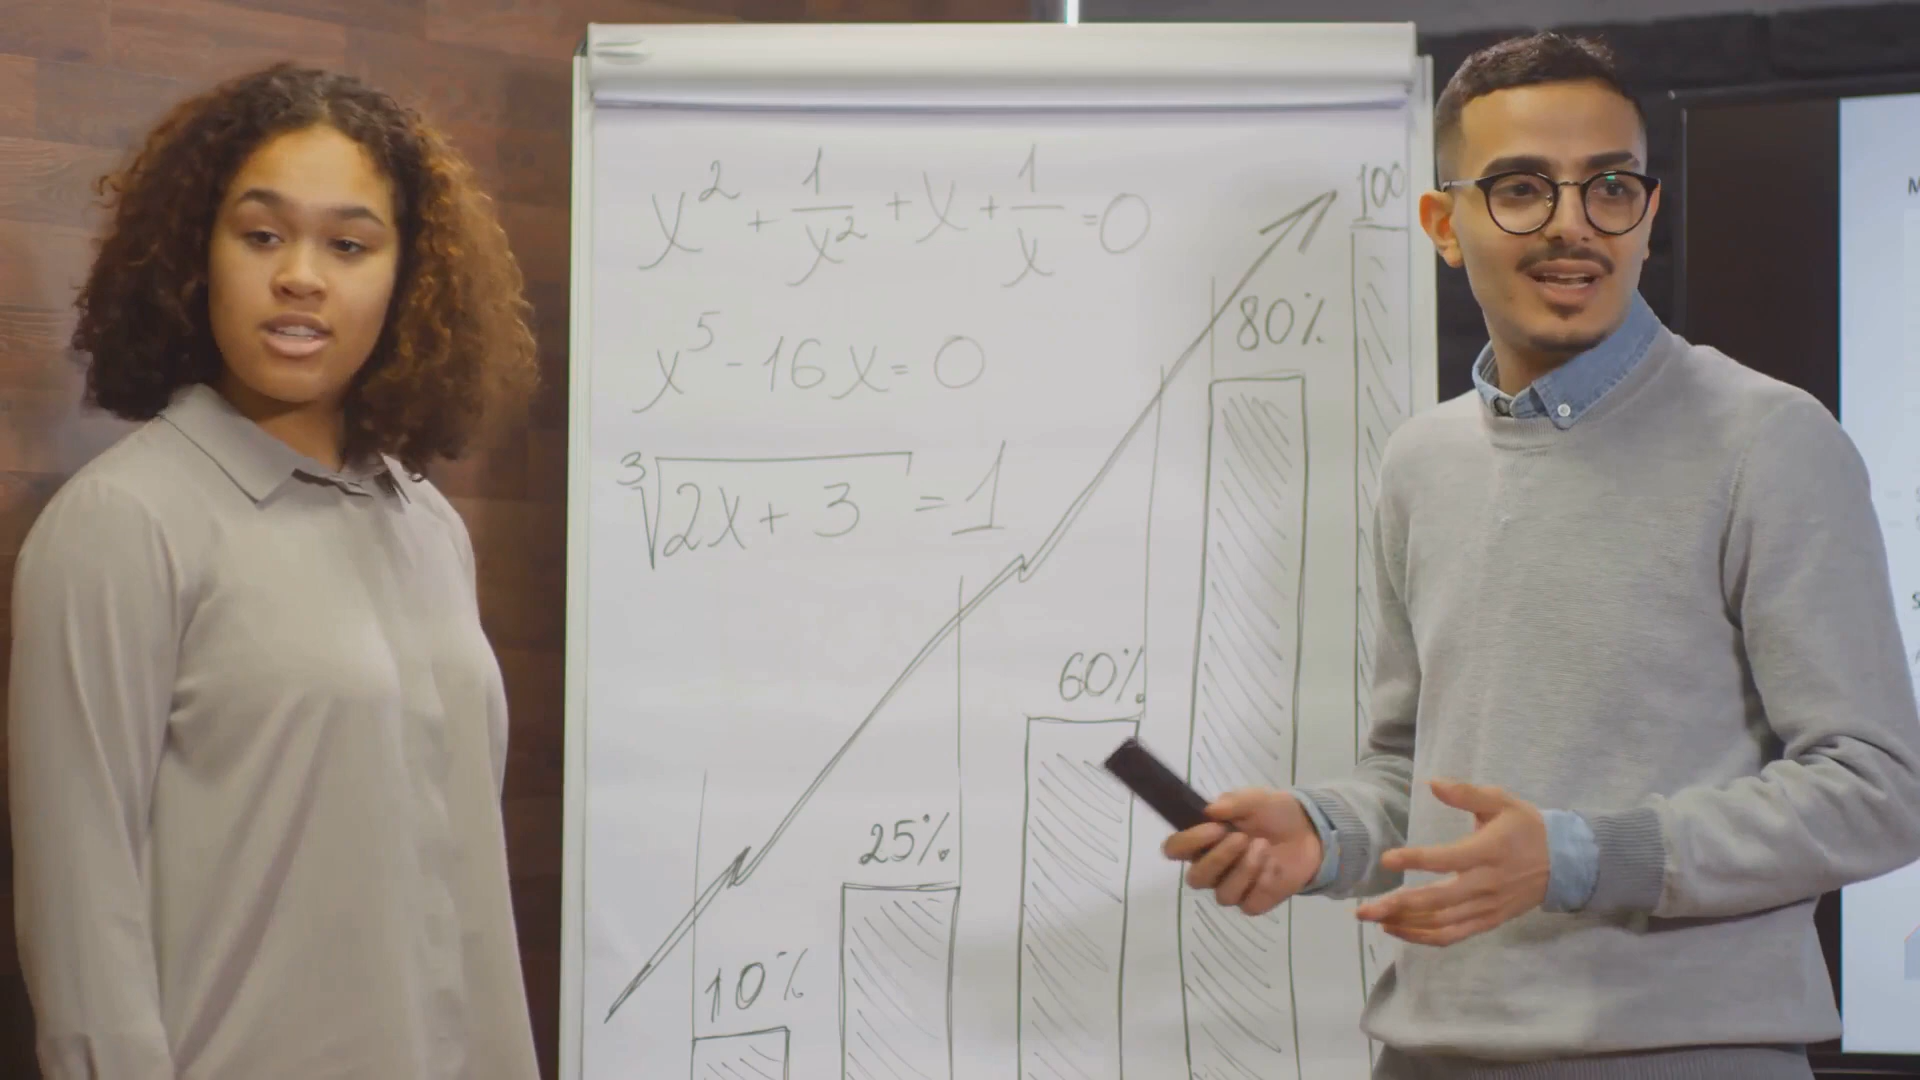 x² + 1/x² + x + 1/x = 0
x⁵ - 16x = 0
∛(2x + 3) = 1
10%
25%
60%
80%
100